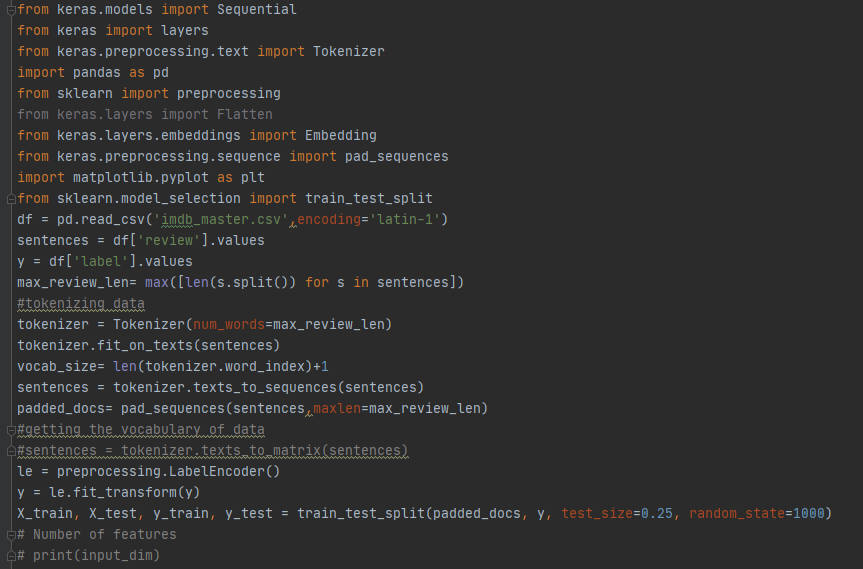 from keras.models import Sequential
from keras import layers
from keras.preprocessing.text import Tokenizer
import pandas as pd
from sklearn import preprocessing
from keras.layers import Flatten
from keras.layers.embeddings import Embedding
from keras.preprocessing.sequence import pad_sequences
import matplotlib.pyplot as plt
from sklearn.model_selection import train_test_split
df = pd.read_csv('imdb_master.csv',encoding='latin-1')
sentences = df['review'].values
y = df['label'].values
max_review_len= max([len(s.split()) for s in sentences])
#tokenizing data
tokenizer = Tokenizer(num_words=max_review_len)
tokenizer.fit_on_texts(sentences)
vocab_size= len(tokenizer.word_index)+1
sentences = tokenizer.texts_to_sequences(sentences)
padded_docs= pad_sequences(sentences,maxlen=max_review_len)
#getting the vocabulary of data
#sentences = tokenizer.texts_to_matrix(sentences)
le = preprocessing.LabelEncoder()
y = le.fit_transform(y)
X_train, X_test, y_train, y_test = train_test_split(padded_docs, y, test_size=0.25, random_state=1000)
# Number of features
# print(input_dim)